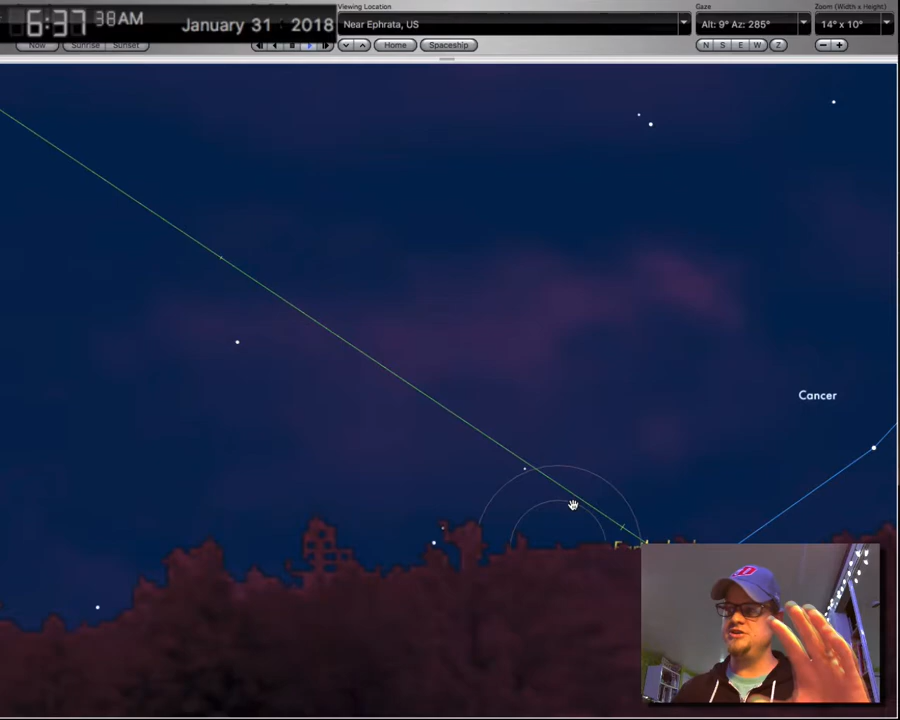 6:37 38AM
January 31 2018
Viewing Location
Near Ephrata, US
Gaze
Alt: 9° Az: 285°
Zoom (Width x Height)
14° x 10°
Now Sunrise Sunset
Home Spaceship
N S E W Z
Cancer
D